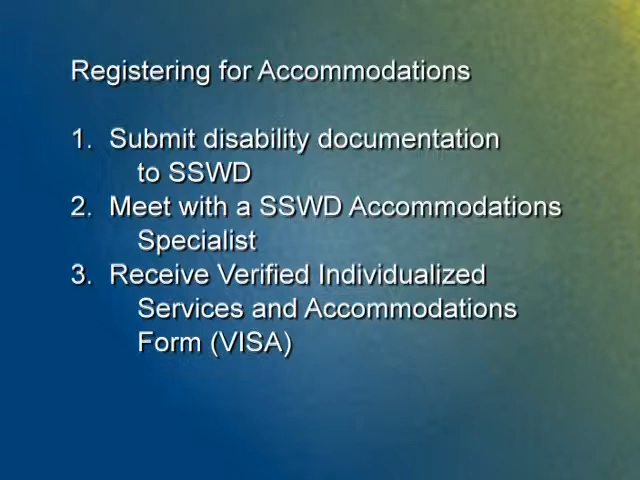 Registering for Accommodations
1. Submit disability documentation
to SSWD
2. Meet with a SSWD Accommodations
Specialist
3. Receive Verified Individualized
Services and Accommodations
Form (VISA)